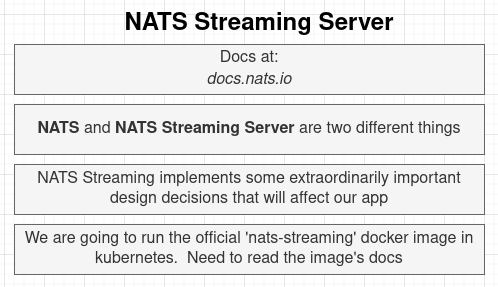 NATS Streaming Server
Docs at:
docs.nats.io
NATS and NATS Streaming Server are two different things
NATS Streaming implements some extraordinarily important
design decisions that will affect our app
We are going to run the official 'nats-streaming' docker image in
kubernetes.  Need to read the image's docs